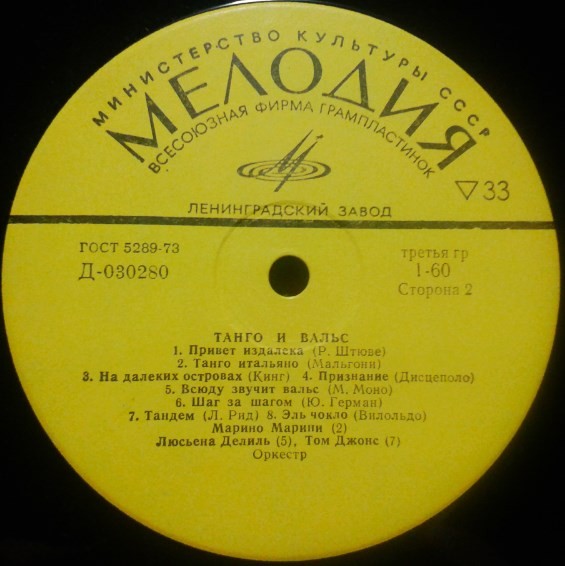 МИНИСТЕРСТВО КУЛЬТУРЫ СССР
МЕЛОДИЯ
ВСЕСОЮЗНАЯ ФИРМА ГРАМПЛАСТИНОК
▽33
ЛЕНИНГРАДСКИЙ ЗАВОД
ГОСТ 5289-73
Д-030280
третья гр
1-60
Сторона 2
ТАНГО И ВАЛЬС
1. Привет издалека (Р. Штюве)
2. Танго итальяно (Мальгони)
3. На далеких островах (Кинг) 4. Признание (Дисцеполо)
5. Всюду звучит вальс (М. Моно)
6. Шаг за шагом (Ю. Герман)
7. Тандем (Л. Рид) 8. Эль чокло (Вилольдо)
Марино Марини (2)
Люсьена Делиль (5), Том Джонс (7)
Оркестр